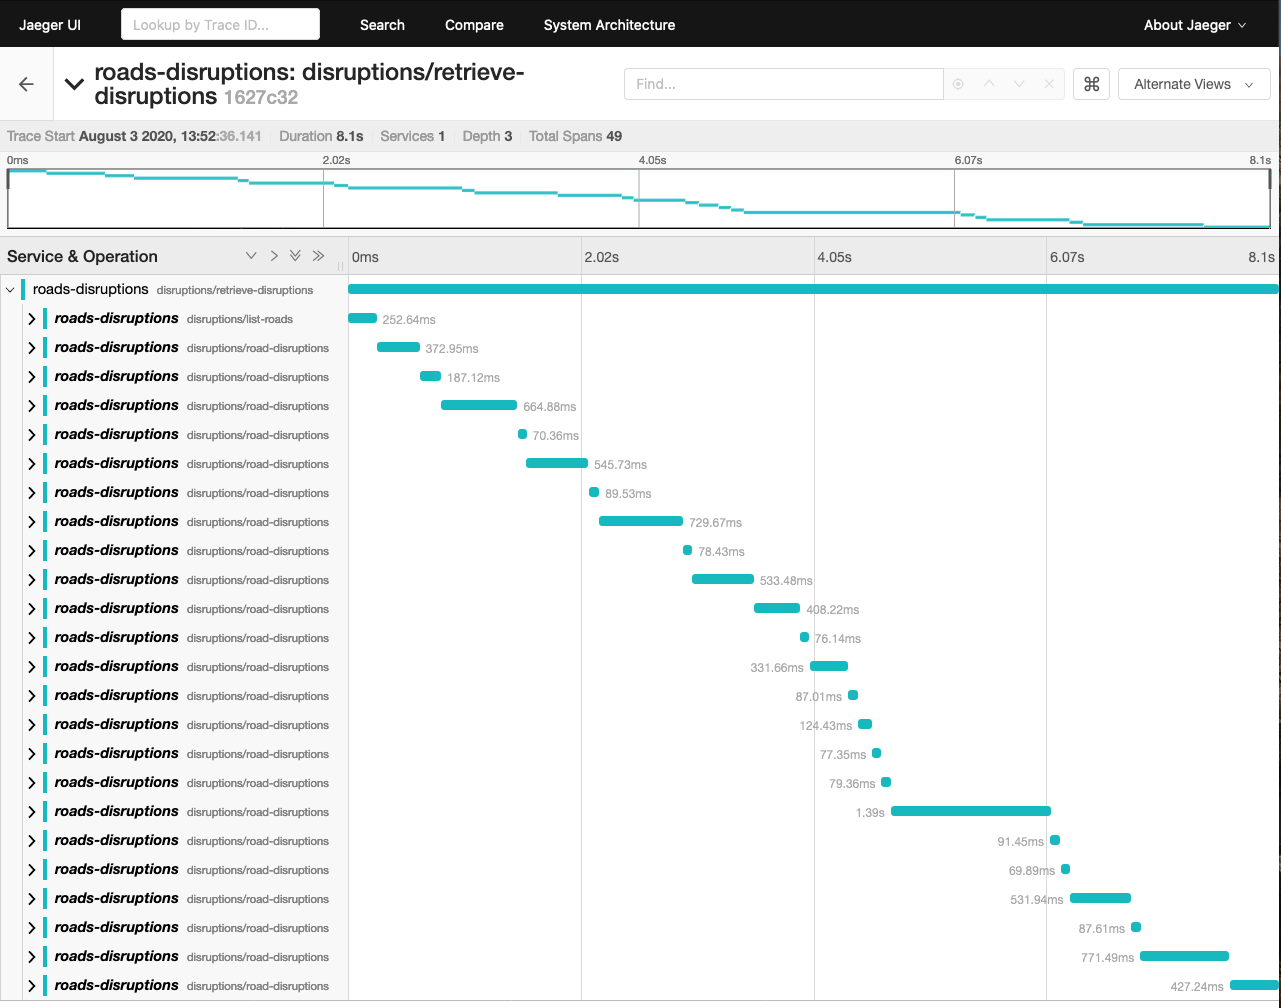 Jaeger UI Lookup by Trace ID... Search Compare System Architecture About Jaeger
roads-disruptions: disruptions/retrieve-
disruptions 1627c32
Find... ⌘ Alternate Views
Trace Start August 3 2020, 13:52:36.141 Duration 8.1s Services 1 Depth 3 Total Spans 49
0ms 2.02s 4.05s 6.07s 8.1s
Service & Operation 0ms 2.02s 4.05s 6.07s 8.1s
roads-disruptions disruptions/retrieve-disruptions
roads-disruptions disruptions/list-roads 252.64ms
roads-disruptions disruptions/road-disruptions 372.95ms
roads-disruptions disruptions/road-disruptions 187.12ms
roads-disruptions disruptions/road-disruptions 664.88ms
roads-disruptions disruptions/road-disruptions 70.36ms
roads-disruptions disruptions/road-disruptions 545.73ms
roads-disruptions disruptions/road-disruptions 89.53ms
roads-disruptions disruptions/road-disruptions 729.67ms
roads-disruptions disruptions/road-disruptions 78.43ms
roads-disruptions disruptions/road-disruptions 533.48ms
roads-disruptions disruptions/road-disruptions 408.22ms
roads-disruptions disruptions/road-disruptions 76.14ms
roads-disruptions disruptions/road-disruptions 331.66ms
roads-disruptions disruptions/road-disruptions 87.01ms
roads-disruptions disruptions/road-disruptions 124.43ms
roads-disruptions disruptions/road-disruptions 77.35ms
roads-disruptions disruptions/road-disruptions 79.36ms
roads-disruptions disruptions/road-disruptions 1.39s
roads-disruptions disruptions/road-disruptions 91.45ms
roads-disruptions disruptions/road-disruptions 69.89ms
roads-disruptions disruptions/road-disruptions 531.94ms
roads-disruptions disruptions/road-disruptions 87.61ms
roads-disruptions disruptions/road-disruptions 771.49ms
roads-disruptions disruptions/road-disruptions 427.24ms